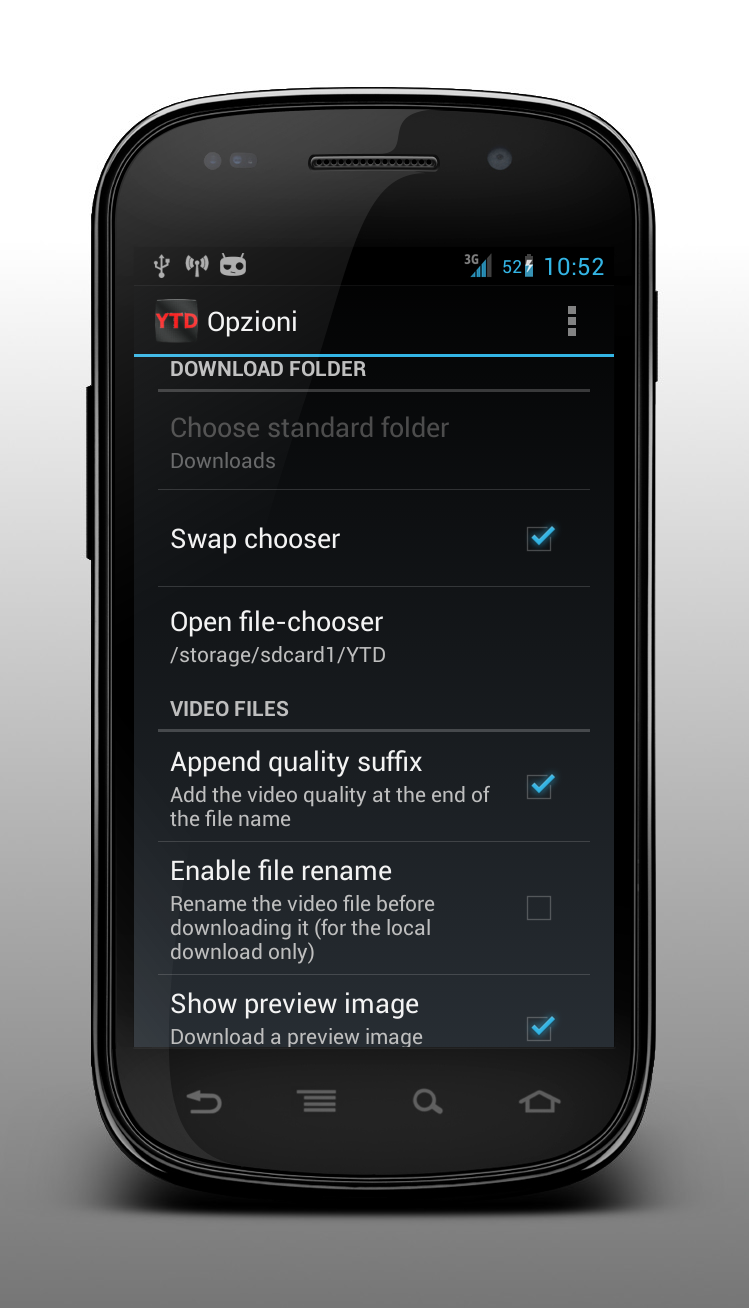 3G 52 10:52
YTD Opzioni
DOWNLOAD FOLDER
Choose standard folder
Downloads
Swap chooser
Open file-chooser
/storage/sdcard1/YTD
VIDEO FILES
Append quality suffix
Add the video quality at the end of
the file name
Enable file rename
Rename the video file before
downloading it (for the local
download only)
Show preview image
Download a preview image